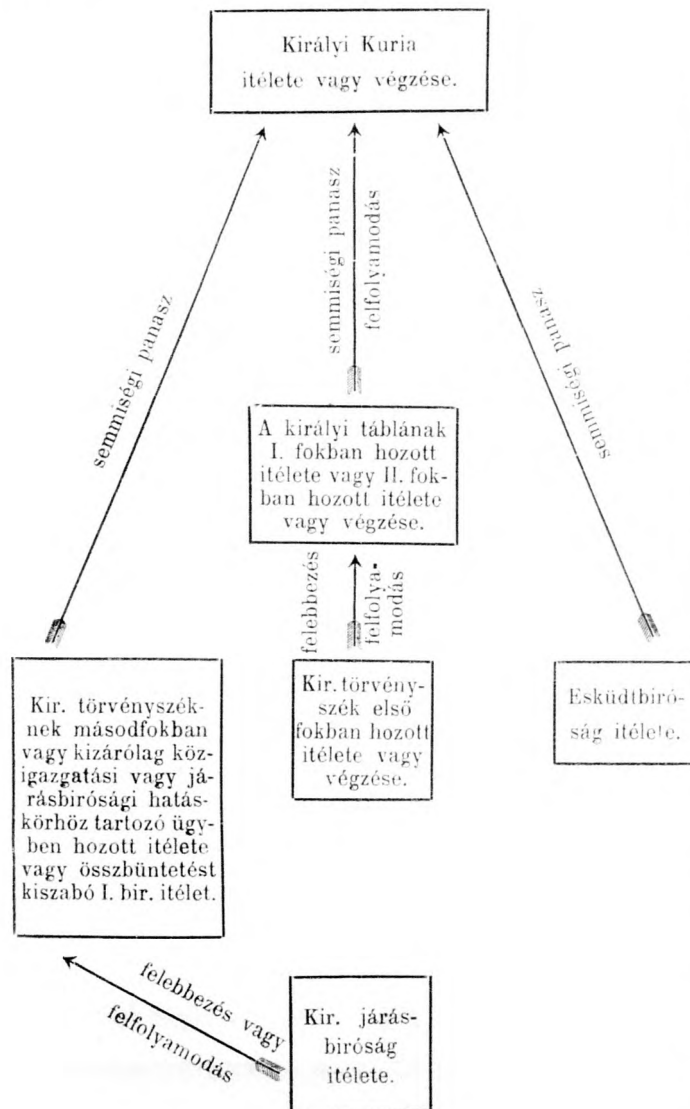 Királyi Kuria
itélete vagy végzése.
semmiségi panasz
semmiségi panasz
felfolyamodás
semmiségi panasz
A királyi táblának
I. fokban hozott
itélete vagy II. fok-
ban hozott itélete
vagy végzése.
felebbezés
felfolya-
modás
Kir. törvényszék-
nek másodfokban
vagy kizárólag köz-
igazgatási vagy já-
rásbirósági hatás-
körhöz tartozó ügy-
ben hozott itélete
vagy összbüntetést
kiszabó I. bir. itélet.
Kir. törvény-
szék első
fokban hozott
itélete vagy
végzése.
Esküdtbiró-
ság itélete.
felebbezés vagy
felfolyamodás
Kir. járás-
biróság
itélete.